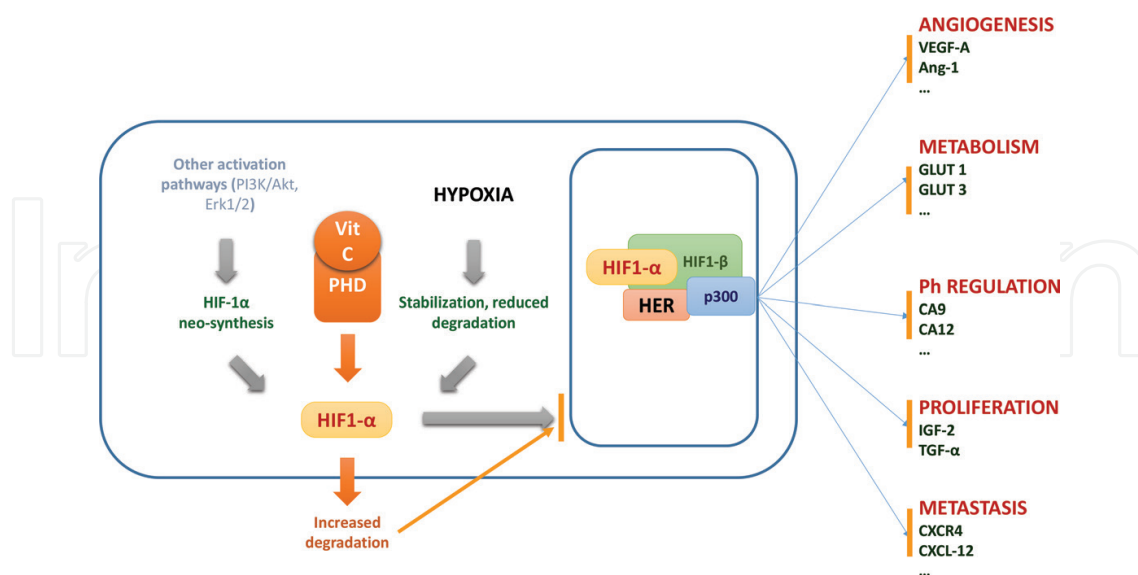 ANGIOGENESIS
VEGF-A
Ang-1
...
METABOLISM
GLUT 1
GLUT 3
...
Ph REGULATION
CA9
CA12
...
PROLIFERATION
IGF-2
TGF-α
METASTASIS
CXCR4
CXCL-12
...
Other activation
pathways (PI3K/Akt,
Erk1/2)
HIF-1α
neo-synthesis
Vit
C
PHD
HYPOXIA
Stabilization, reduced
degradation
HIF1-α
Increased
degradation
HIF1-α
HIF1-β
HER
p300